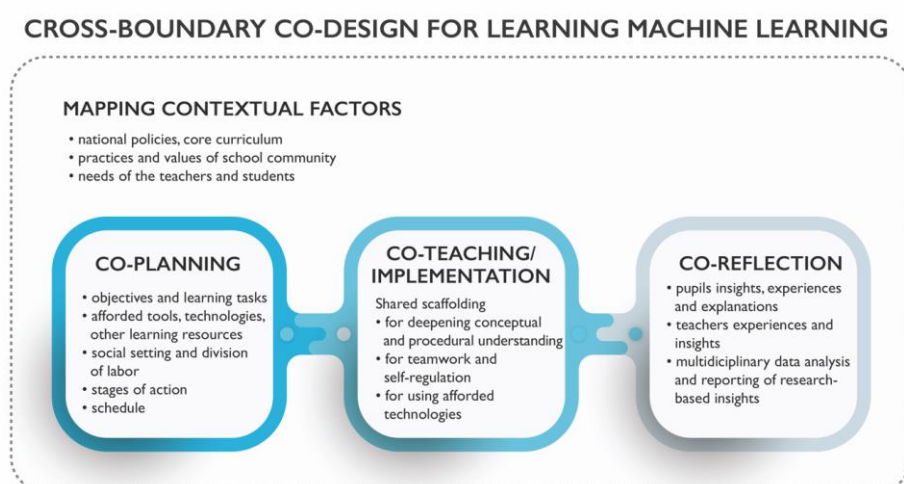 CROSS-BOUNDARY CO-DESIGN FOR LEARNING MACHINE LEARNING
MAPPING CONTEXTUAL FACTORS
• national policies, core curriculum
• practices and values of school community
• needs of the teachers and students
CO-PLANNING
• objectives and learning tasks
• afforded tools, technologies,
other learning resources
• social setting and division
of labor
• stages of action
• schedule
CO-TEACHING/
IMPLEMENTATION
Shared scaffolding
• for deepening conceptual
and procedural understanding
• for teamwork and
self-regulation
• for using afforded
technologies
CO-REFLECTION
• pupils insights, experiences
and explanations
• teachers experiences and
insights
• multidiciplinary data analysis
and reporting of research-
based insights